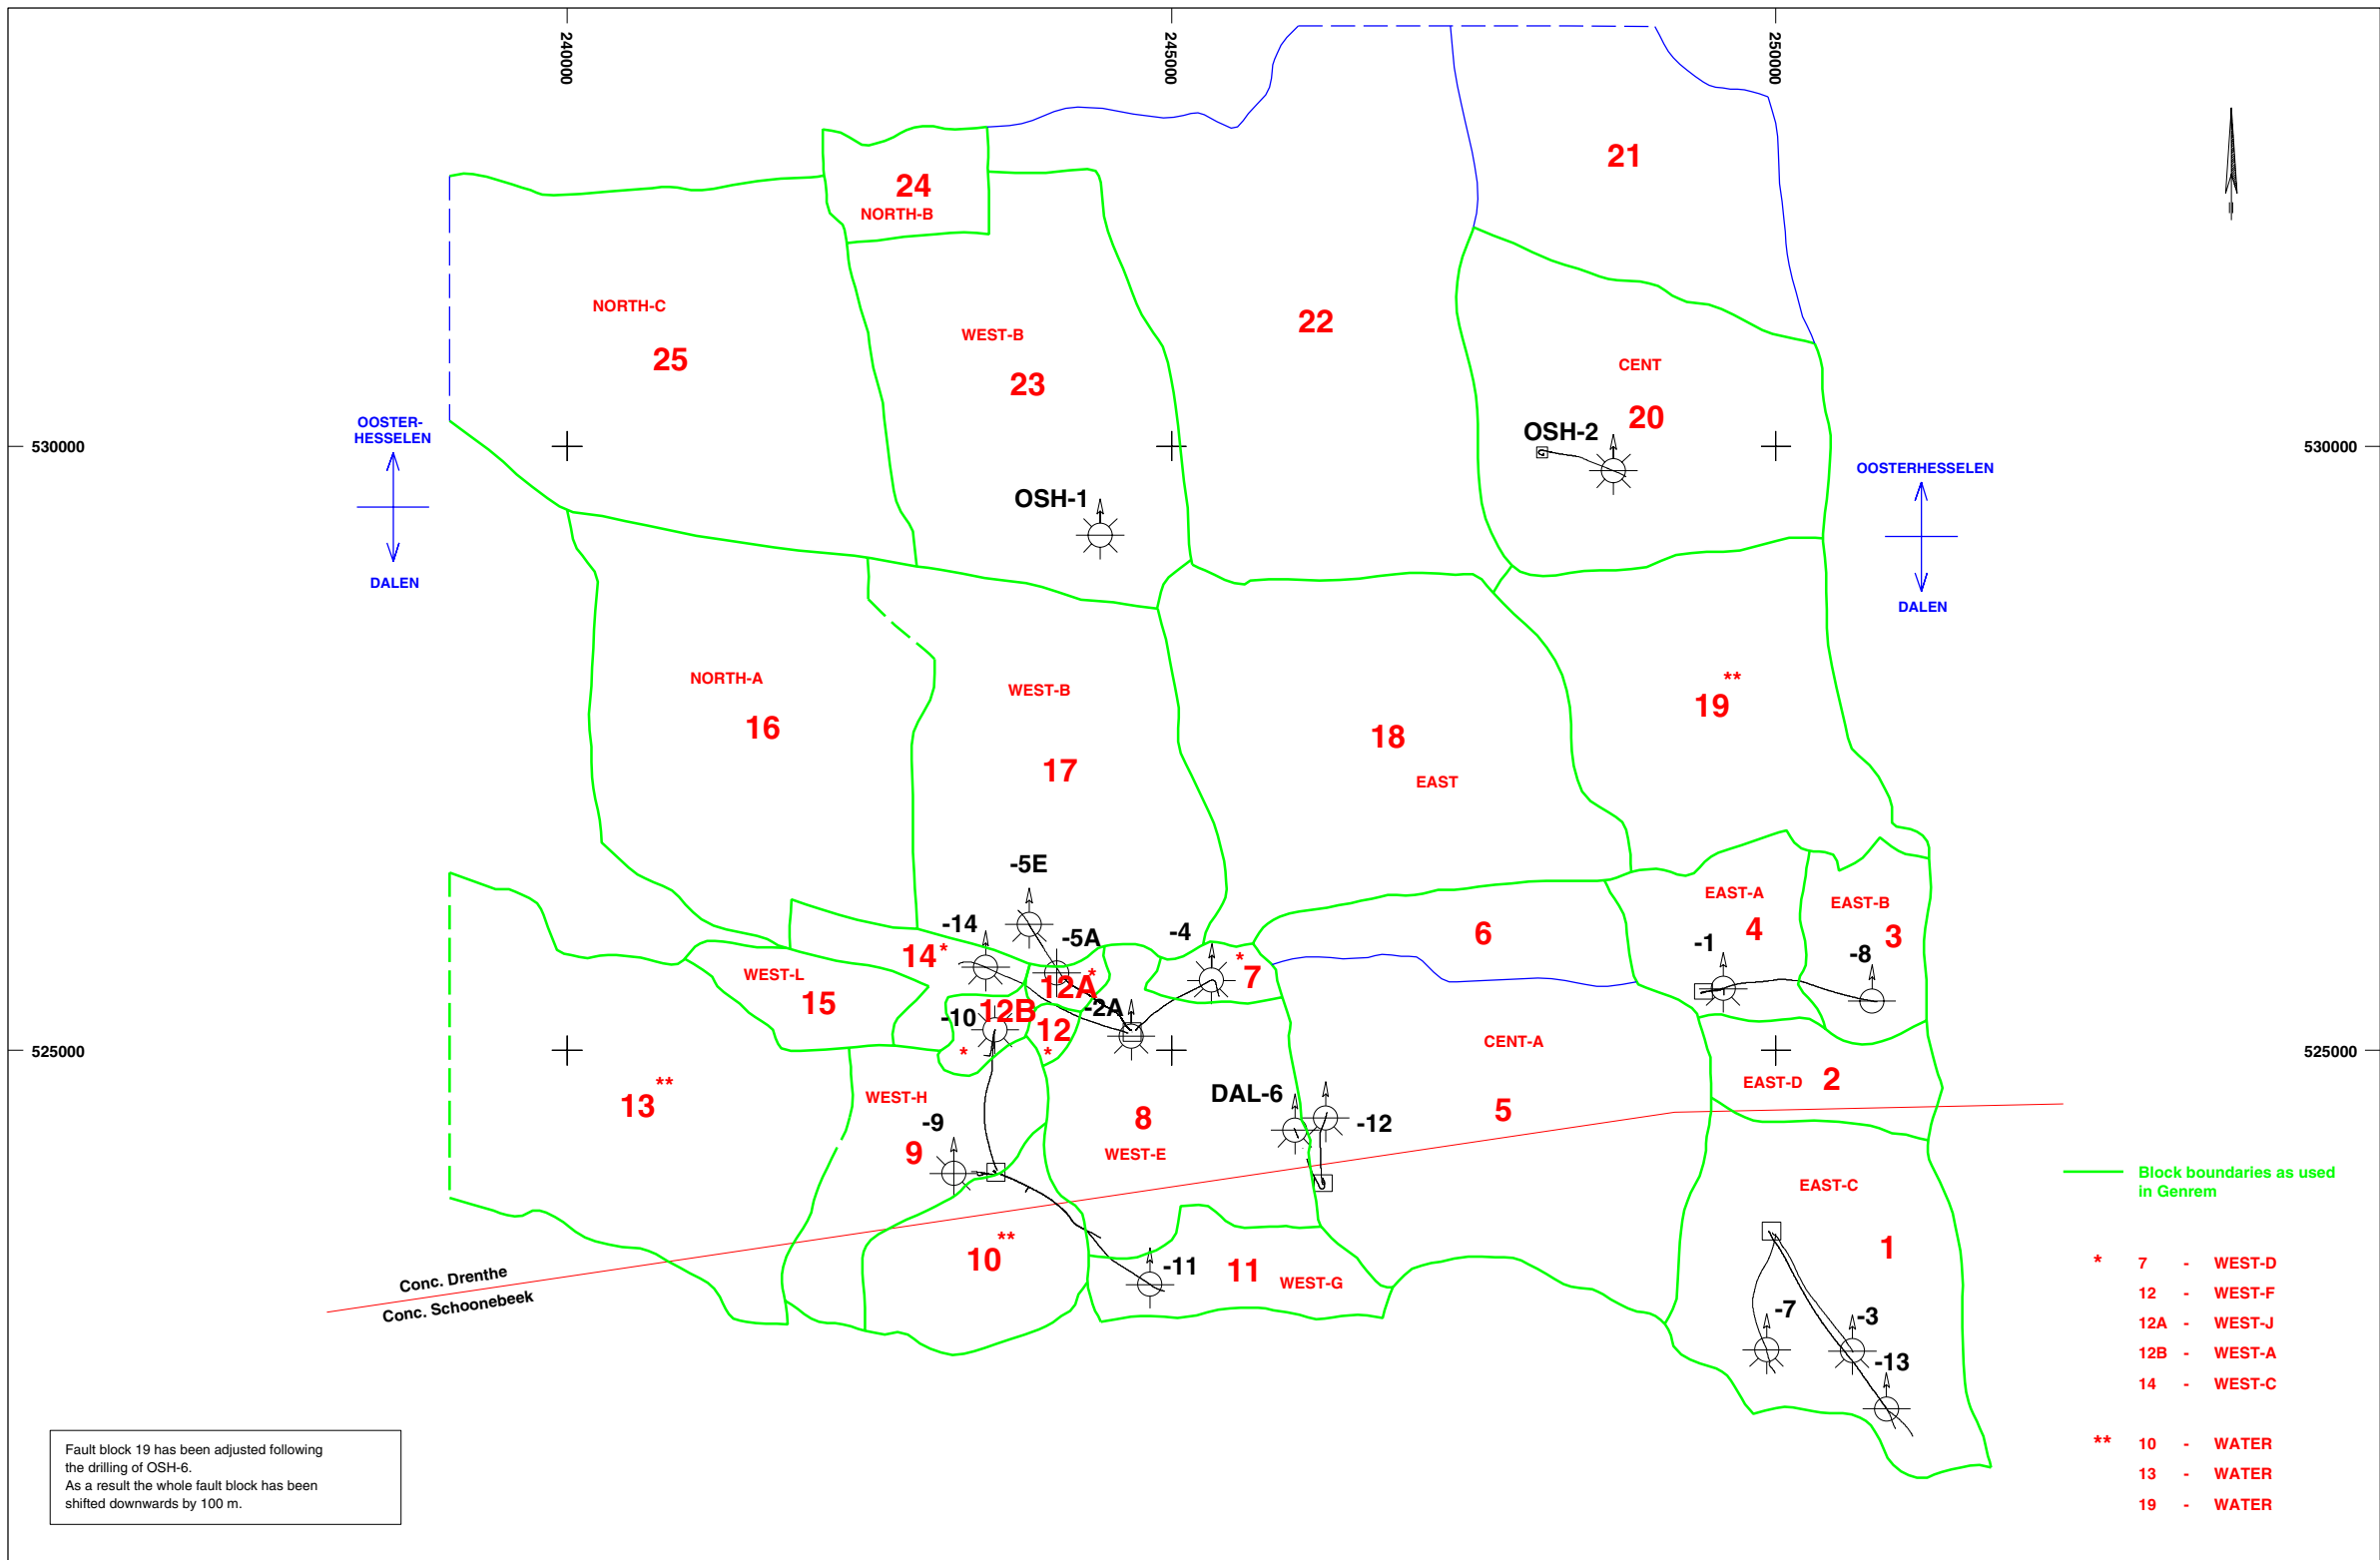 240000
245000
250000
21
24
NORTH-B
NORTH-C
25
WEST-B
23
22
CENT
20
OOSTER-
HESSELEN
DALEN
530000
530000
OSH-2
OSH-1
OOSTERHESSELEN
DALEN
NORTH-A
16
WEST-B
17
18
EAST
19 **
-5E
-14
-5A
-4
14 *
WEST-L
15
12A *
12B *
12 *
-10
-2A
* 7
6
EAST-A
4
EAST-B
3
-1
-8
525000
525000
CENT-A
5
EAST-D 2
13 **
WEST-H
-9
9
8
WEST-E
DAL-6
-12
EAST-C
1
10 **
-11
11
WEST-G
-7
-3
-13
Conc. Drenthe
Conc. Schoonebeek
Block boundaries as used
in Genrem
* 7 - WEST-D
12 - WEST-F
12A - WEST-J
12B - WEST-A
14 - WEST-C
** 10 - WATER
13 - WATER
19 - WATER
Fault block 19 has been adjusted following
the drilling of OSH-6.
As a result the whole fault block has been
shifted downwards by 100 m.